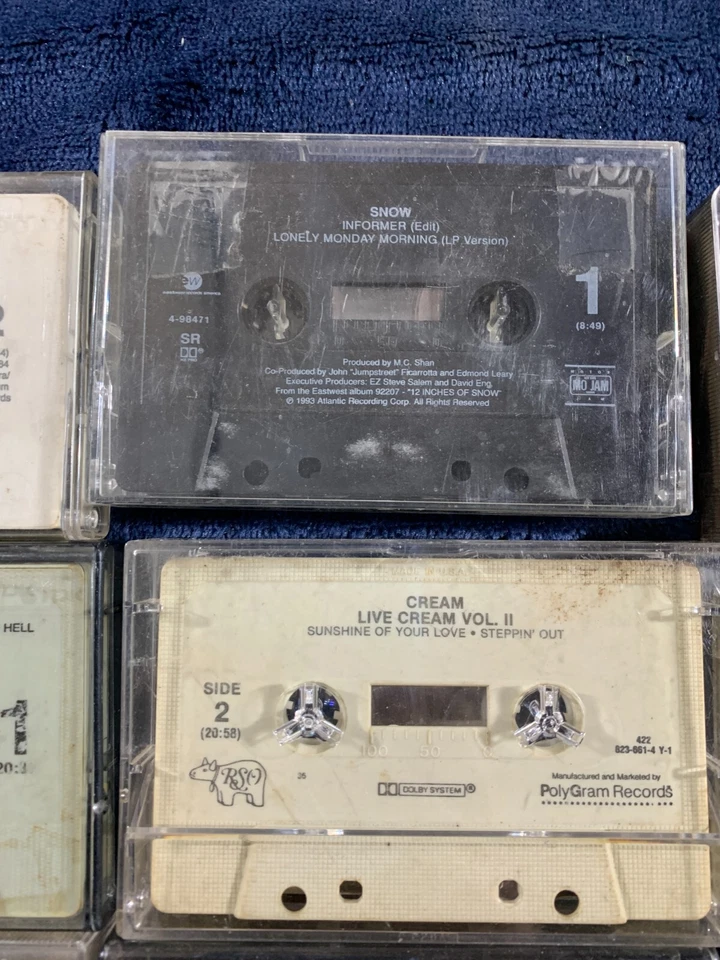 SNOW
INFORMER (Edit)
LONELY MONDAY MORNING (LP Version)
ew
4-98471
SR
1
(8:49)
Produced by M.C. Shan
Co-Produced by John "Jumpstreet" Ficarrotta and Edmond Leary
Executive Producers: EZ Steve Salem and David Eng.
From the Eastwest album 92207 - "12 INCHES OF SNOW"
℗ © 1993 Atlantic Recording Corp. All Rights Reserved
MO JAM
HELL
1
CREAM
LIVE CREAM VOL. II
SUNSHINE OF YOUR LOVE • STEPPIN' OUT
SIDE
2
(20:58)
100 50
RSO
422
823-661-4 Y-1
DOLBY SYSTEM®
Manufactured and Marketed by
PolyGram Records